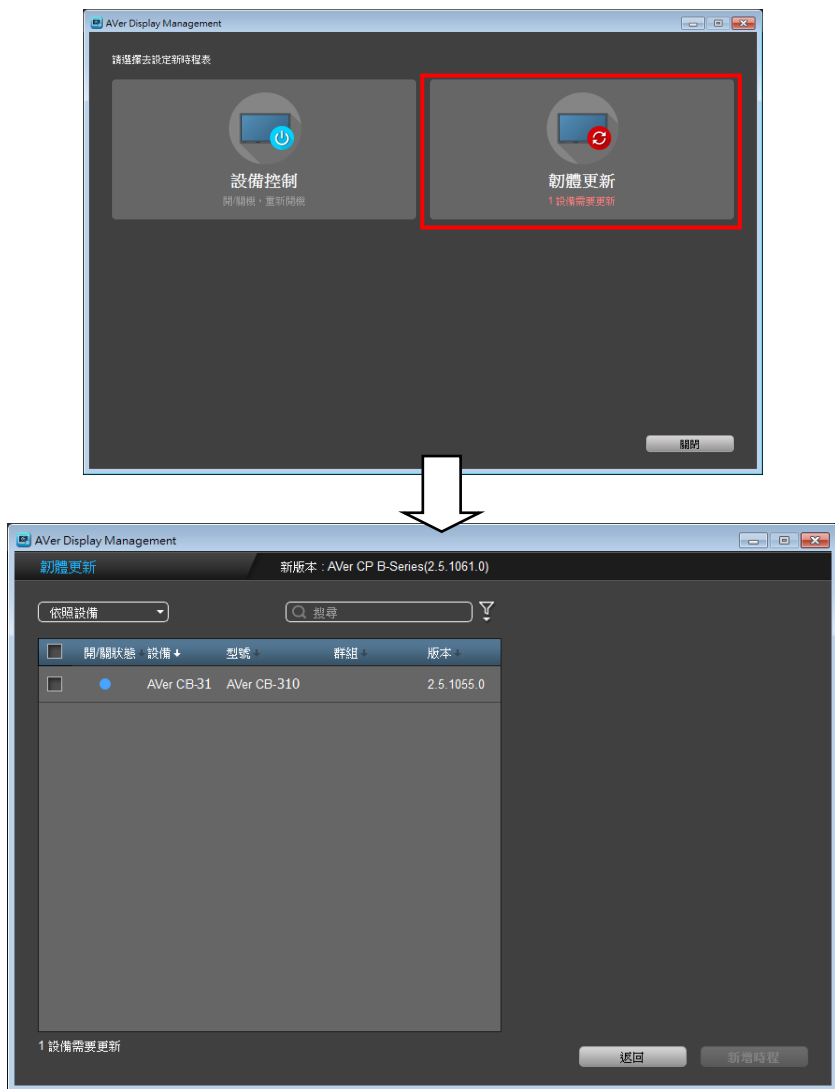 AVer Display Management
請選擇去設定新時程表
設備控制
開/關機，重新開機
韌體更新
1 設備需要更新
關閉
AVer Display Management
韌體更新
新版本 : AVer CP B-Series(2.5.1061.0)
依照設備
搜尋
開/關狀態 設備 型號 群組 版本
AVer CB-31 AVer CB-310 2.5.1055.0
1 設備需要更新
返回
新增時程